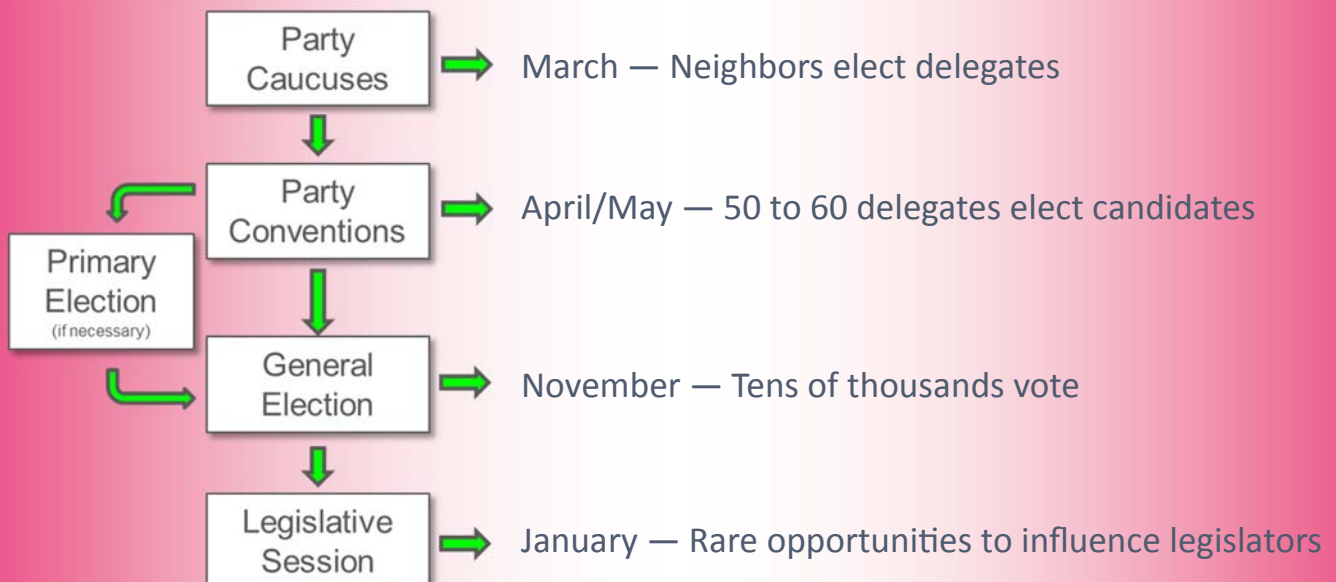 Party
Caucuses
March — Neighbors elect delegates
Party
Conventions
April/May — 50 to 60 delegates elect candidates
Primary
Election
(if necessary)
General
Election
November — Tens of thousands vote
Legislative
Session
January — Rare opportunities to influence legislators